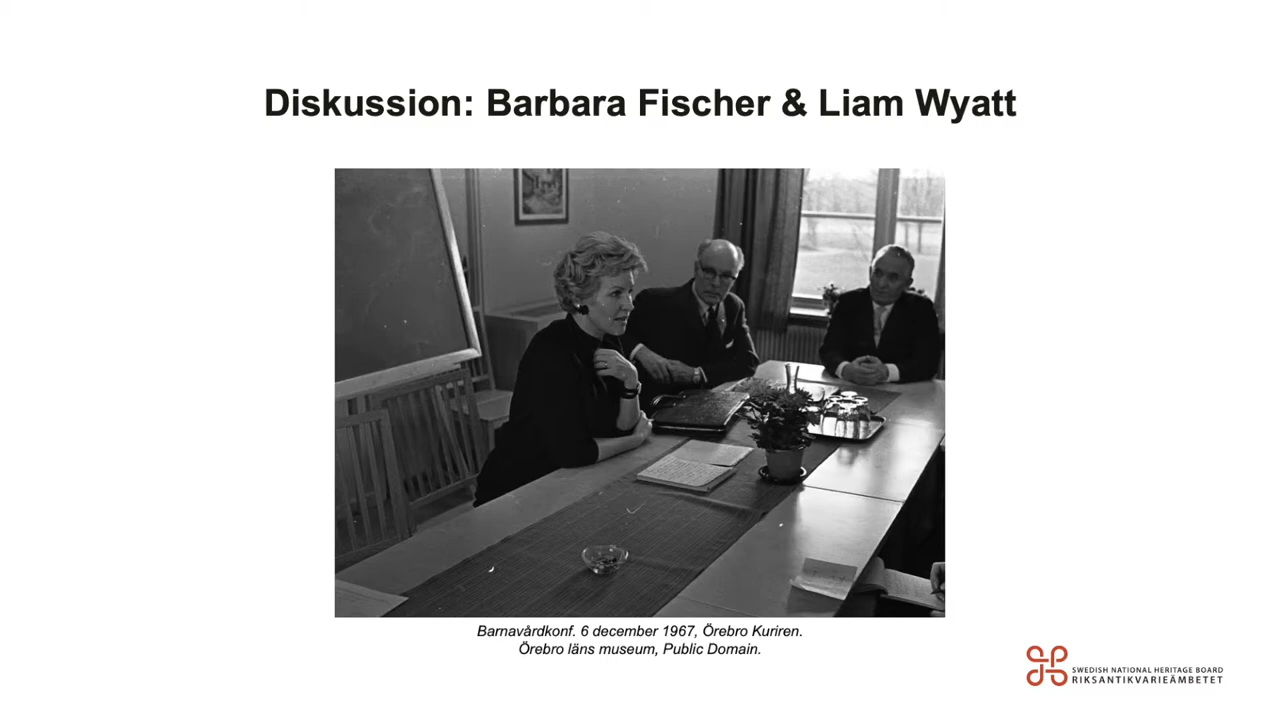 Diskussion: Barbara Fischer & Liam Wyatt
Barnavårdkonf. 6 december 1967, Örebro Kuriren.
Örebro läns museum, Public Domain.
SWEDISH NATIONAL HERITAGE BOARD
RIKSANTIKVARIEÄMBETET